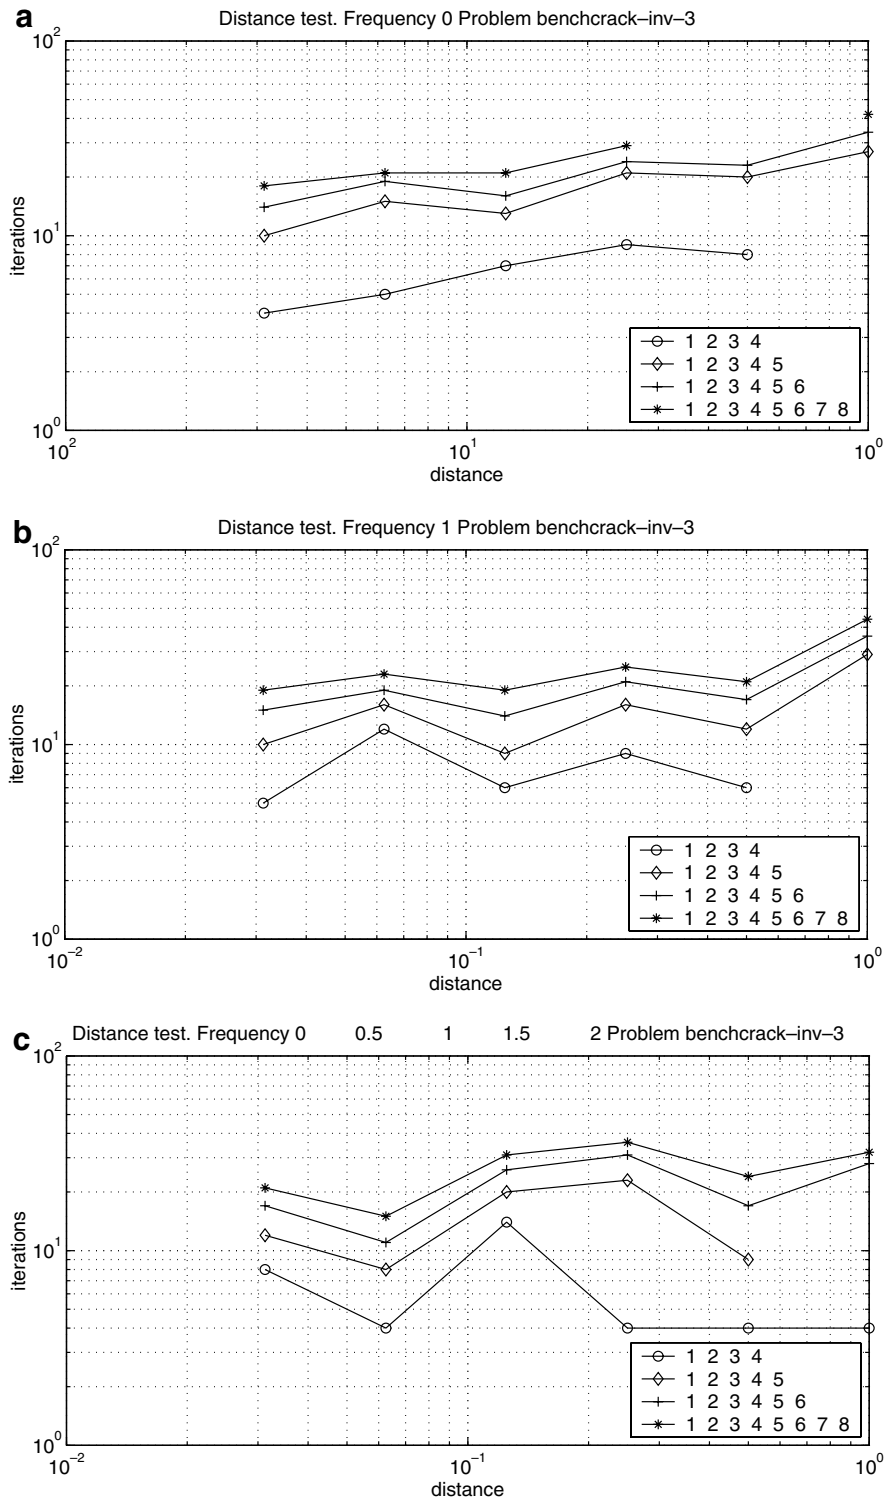 a
Distance test. Frequency 0 Problem benchcrack–inv–3
10^2
10^1
10^0
iterations
10^2 10^1 10^0
distance
1 2 3 4
1 2 3 4 5
1 2 3 4 5 6
1 2 3 4 5 6 7 8
b
Distance test. Frequency 1 Problem benchcrack–inv–3
10^2
10^1
10^0
iterations
10^−2 10^−1 10^0
distance
1 2 3 4
1 2 3 4 5
1 2 3 4 5 6
1 2 3 4 5 6 7 8
c
Distance test. Frequency 0 0.5 1 1.5 2 Problem benchcrack–inv–3
10^2
10^1
10^0
iterations
10^−2 10^−1 10^0
distance
1 2 3 4
1 2 3 4 5
1 2 3 4 5 6
1 2 3 4 5 6 7 8